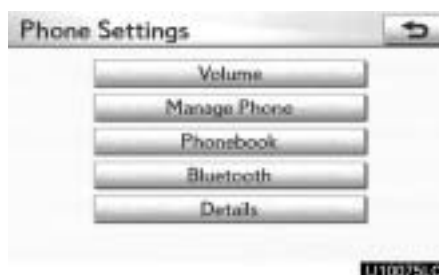 Phone Settings
Volume
Manage Phone
Phonebook
Bluetooth
Details